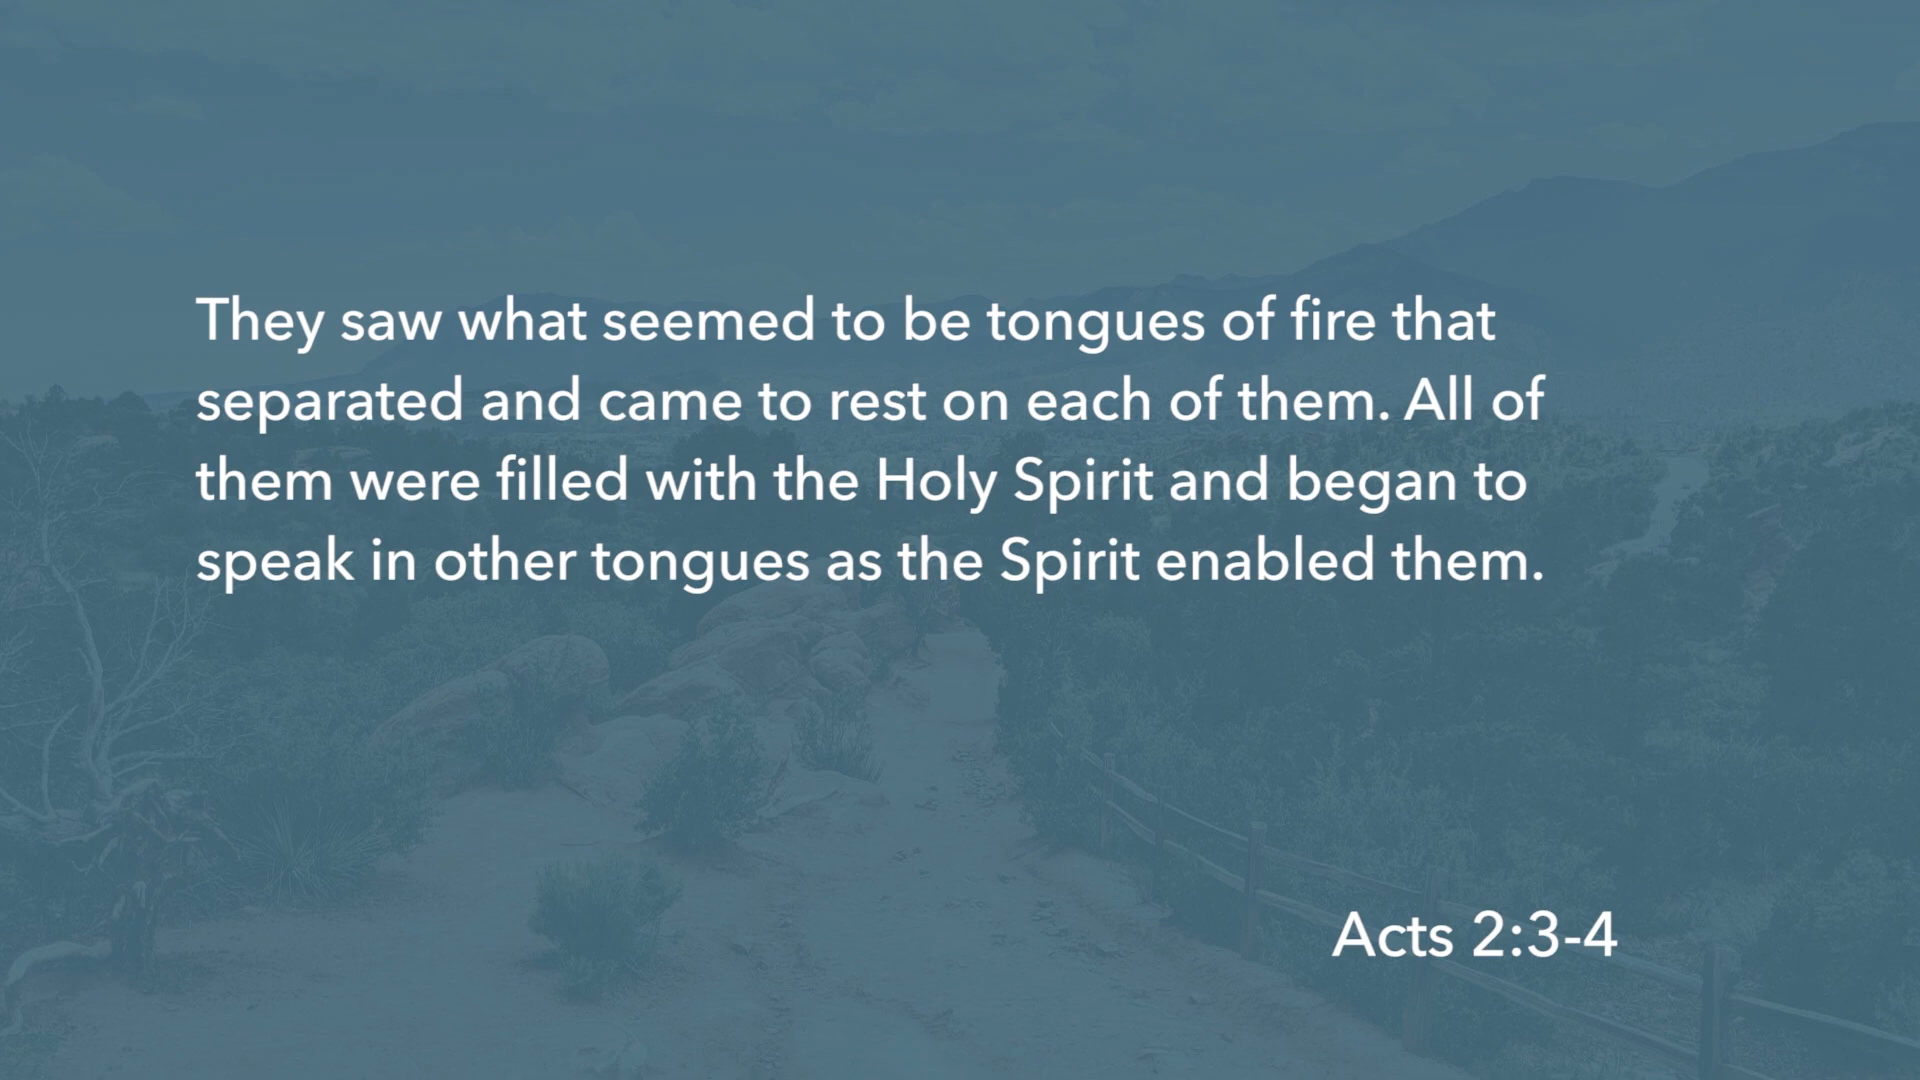 They saw what seemed to be tongues of fire that
separated and came to rest on each of them. All of
them were filled with the Holy Spirit and began to
speak in other tongues as the Spirit enabled them.
Acts 2:3-4